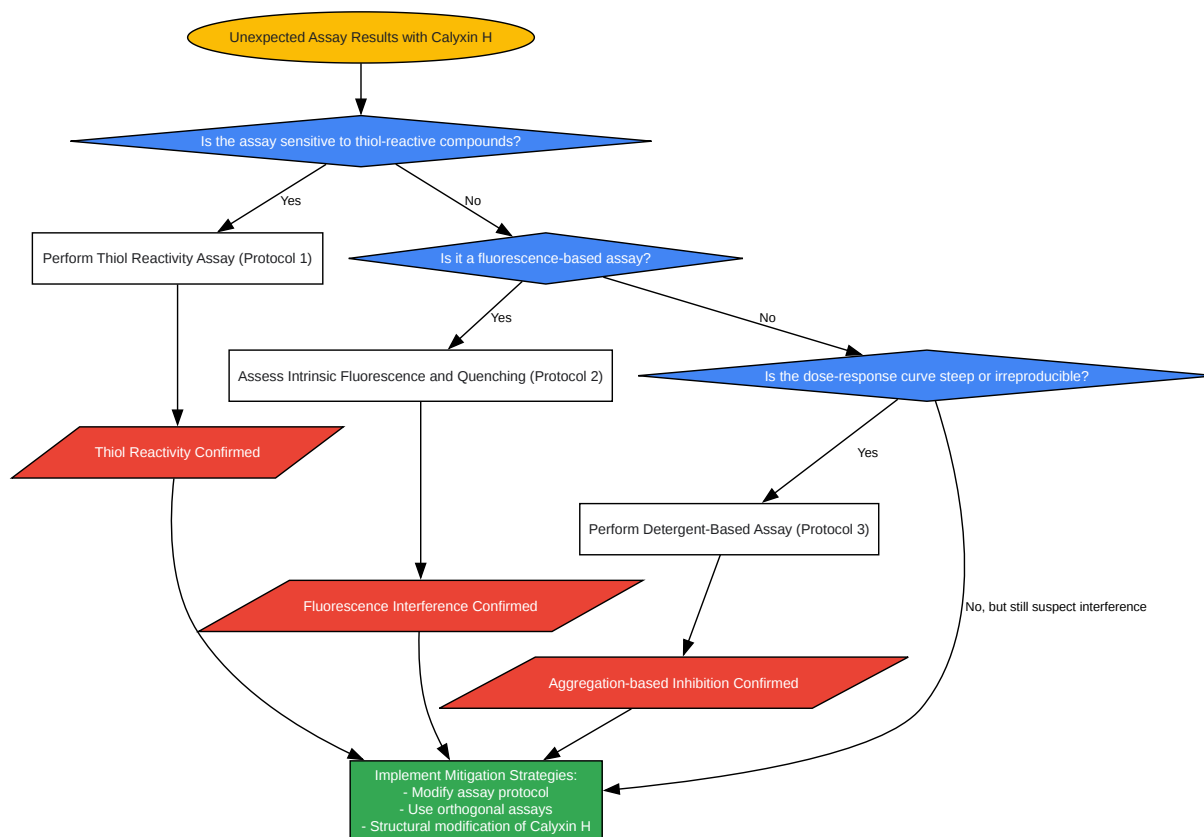 Unexpected Assay Results with Calyxin H
Is the assay sensitive to thiol-reactive compounds?
Yes
No
Perform Thiol Reactivity Assay (Protocol 1)
Is it a fluorescence-based assay?
Yes
No
Assess Intrinsic Fluorescence and Quenching (Protocol 2)
Is the dose-response curve steep or irreproducible?
Thiol Reactivity Confirmed
Yes
Perform Detergent-Based Assay (Protocol 3)
Fluorescence Interference Confirmed
No, but still suspect interference
Aggregation-based Inhibition Confirmed
Implement Mitigation Strategies:
- Modify assay protocol
- Use orthogonal assays
- Structural modification of Calyxin H